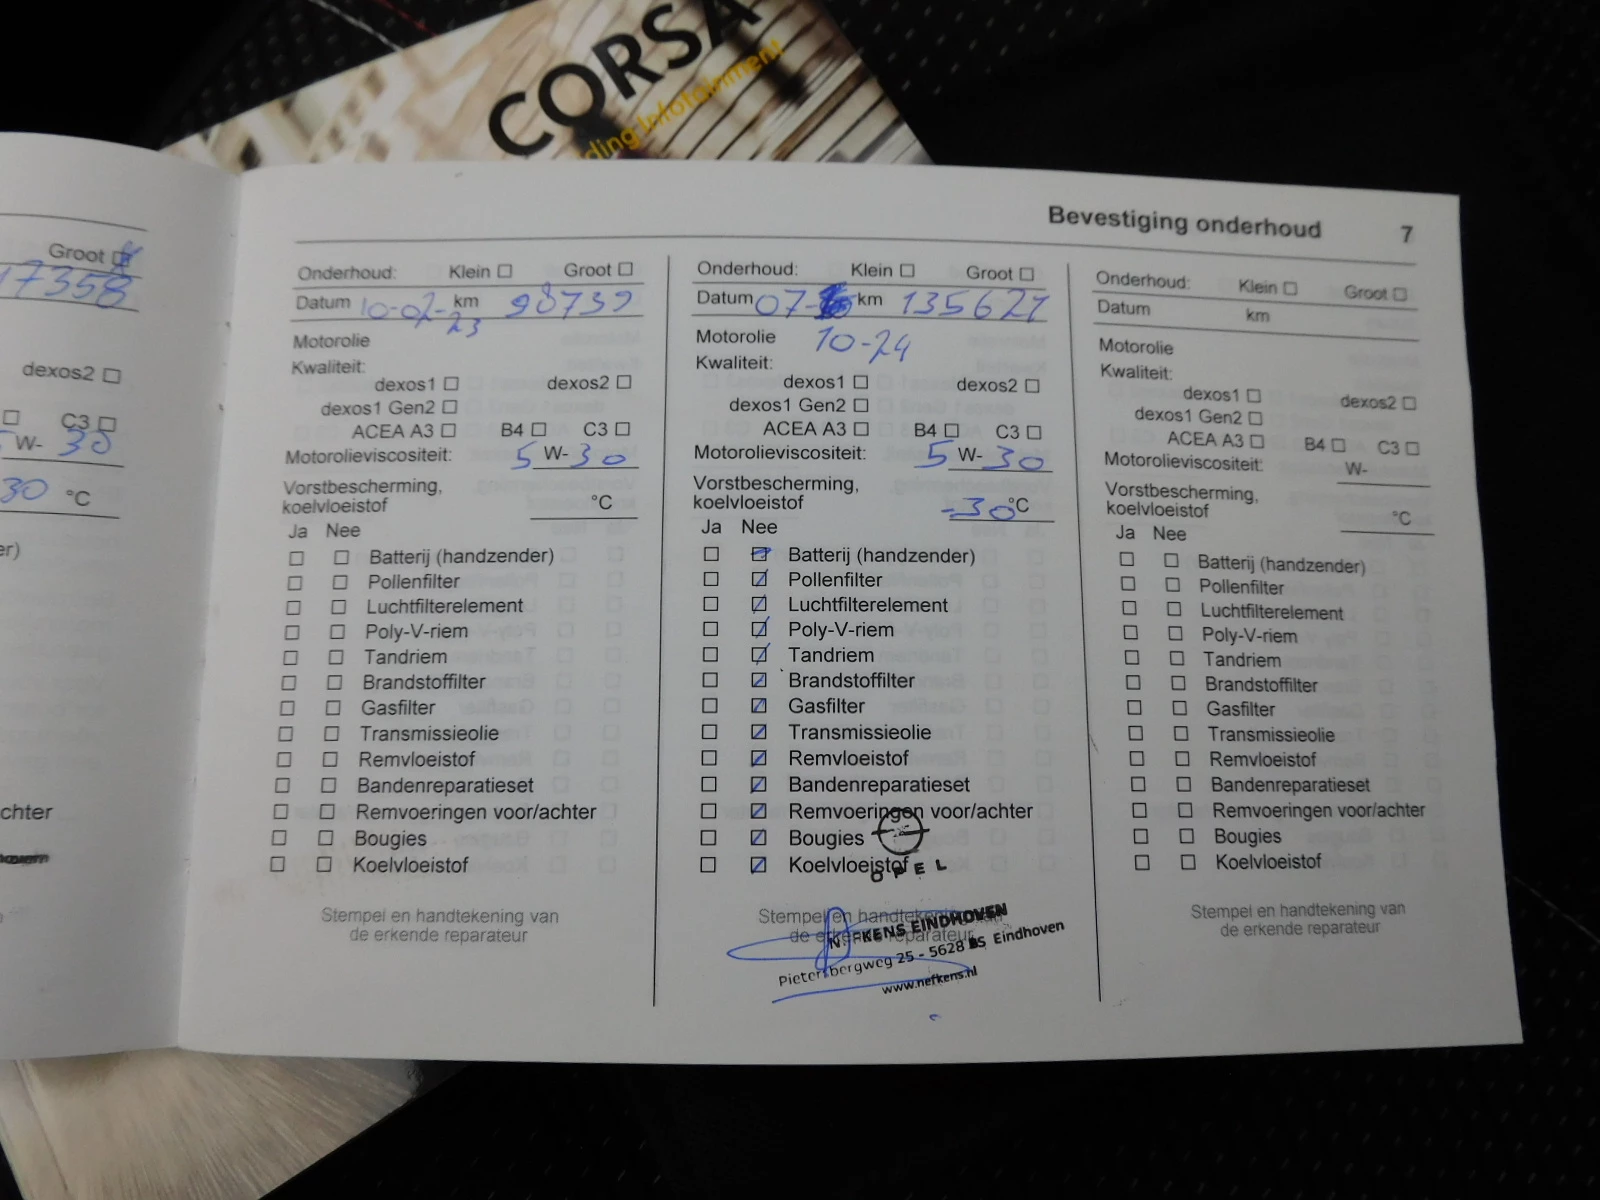 CORSA
ding Infotainment
Bevestiging onderhoud 7
Groot
17358
dexos2
C3
W- 30
30 °C
er)
chter
Onderhoud: Klein Groot
Datum 10-02-23 km 98739
Motorolie
Kwaliteit:
dexos1 dexos2
dexos1 Gen2
ACEA A3 B4 C3
Motorolieviscositeit: 5 W- 30
Vorstbescherming,
koelvloeistof °C
Ja Nee
Batterij (handzender)
Pollenfilter
Luchtfilterelement
Poly-V-riem
Tandriem
Brandstoffilter
Gasfilter
Transmissieolie
Remvloeistof
Bandenreparatieset
Remvoeringen voor/achter
Bougies
Koelvloeistof
Stempel en handtekening van
de erkende reparateur
Onderhoud: Klein Groot
Datum 07- km 135621
Motorolie 10-24
Kwaliteit:
dexos1 dexos2
dexos1 Gen2
ACEA A3 B4 C3
Motorolieviscositeit: 5 W- 30
Vorstbescherming,
koelvloeistof -30 °C
Ja Nee
Batterij (handzender)
Pollenfilter
Luchtfilterelement
Poly-V-riem
Tandriem
Brandstoffilter
Gasfilter
Transmissieolie
Remvloeistof
Bandenreparatieset
Remvoeringen voor/achter
Bougies
Koelvloeistof
OPEL
Stempel en handtekening van
de erkende reparateur
NEFKENS EINDHOVEN
Pietersbergweg 25 - 5628 BS Eindhoven
www.nefkens.nl
Onderhoud: Klein Groot
Datum km
Motorolie
Kwaliteit:
dexos1 dexos2
dexos1 Gen2
ACEA A3 B4 C3
Motorolieviscositeit: W-
Vorstbescherming,
koelvloeistof °C
Ja Nee
Batterij (handzender)
Pollenfilter
Luchtfilterelement
Poly-V-riem
Tandriem
Brandstoffilter
Gasfilter
Transmissieolie
Remvloeistof
Bandenreparatieset
Remvoeringen voor/achter
Bougies
Koelvloeistof
Stempel en handtekening van
de erkende reparateur